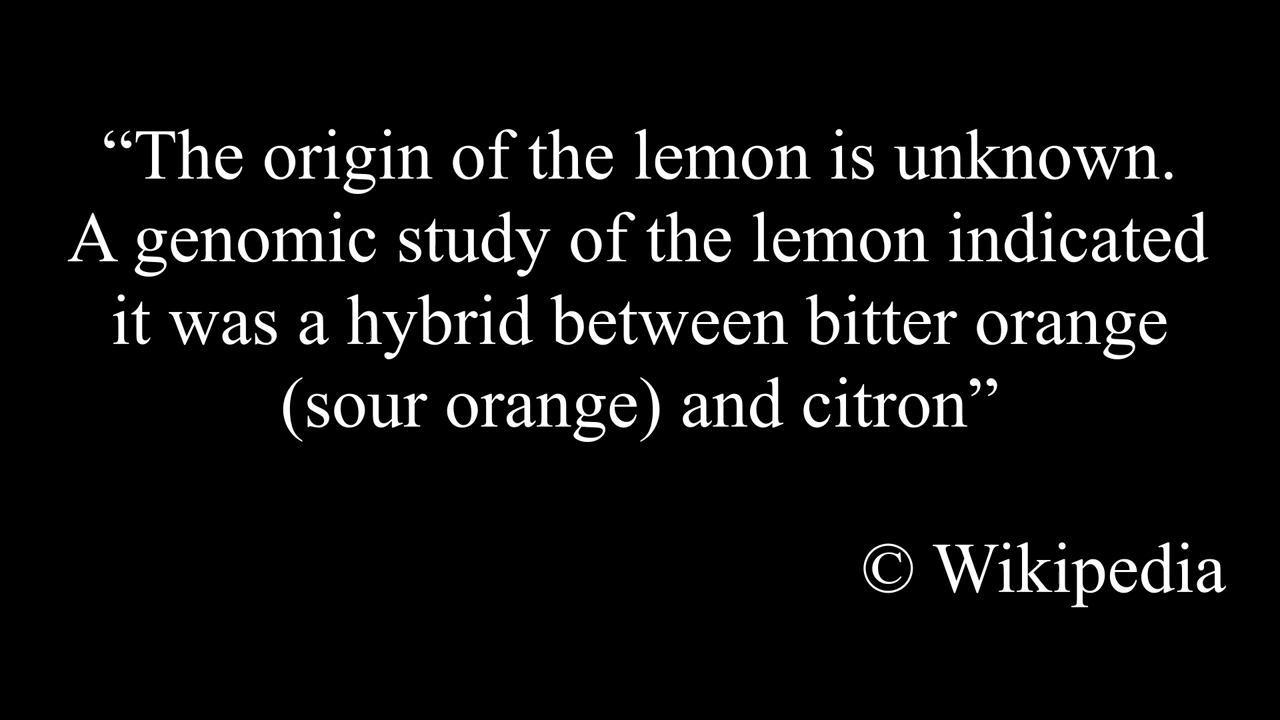 “The origin of the lemon is unknown.
A genomic study of the lemon indicated
it was a hybrid between bitter orange
(sour orange) and citron”
© Wikipedia